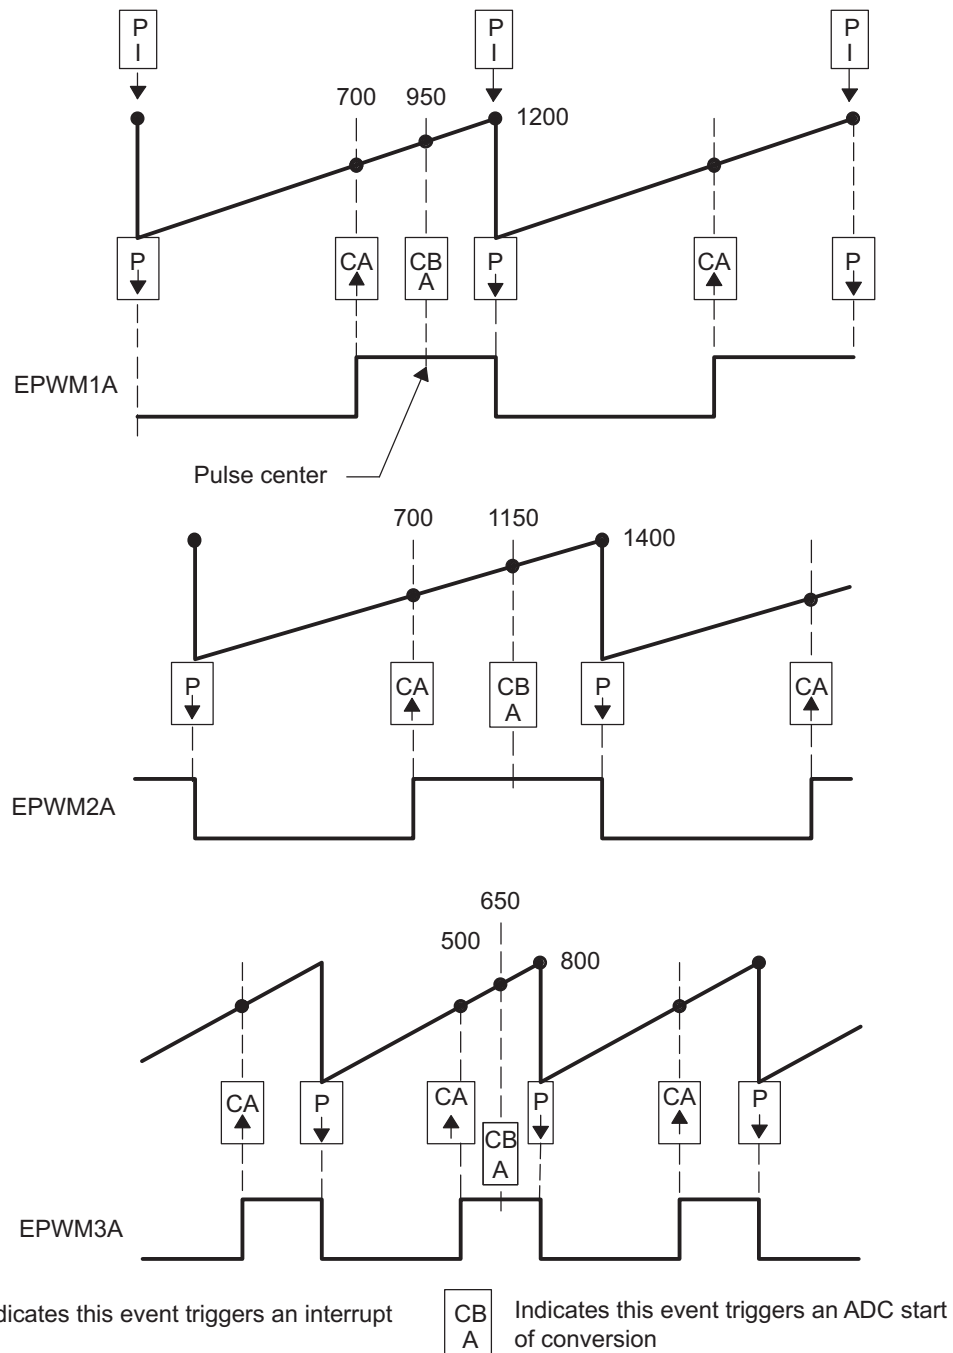 P
I
P
I
P
I
700 950
1200
P
CA
CB
A
P
CA
P
EPWM1A
Pulse center
700 1150
1400
P
CA
CB
A
P
CA
EPWM2A
650
500
800
CA
P
CA
CB
A
P
CA
P
EPWM3A
dicates this event triggers an interrupt
CB
A
Indicates this event triggers an ADC start
of conversion